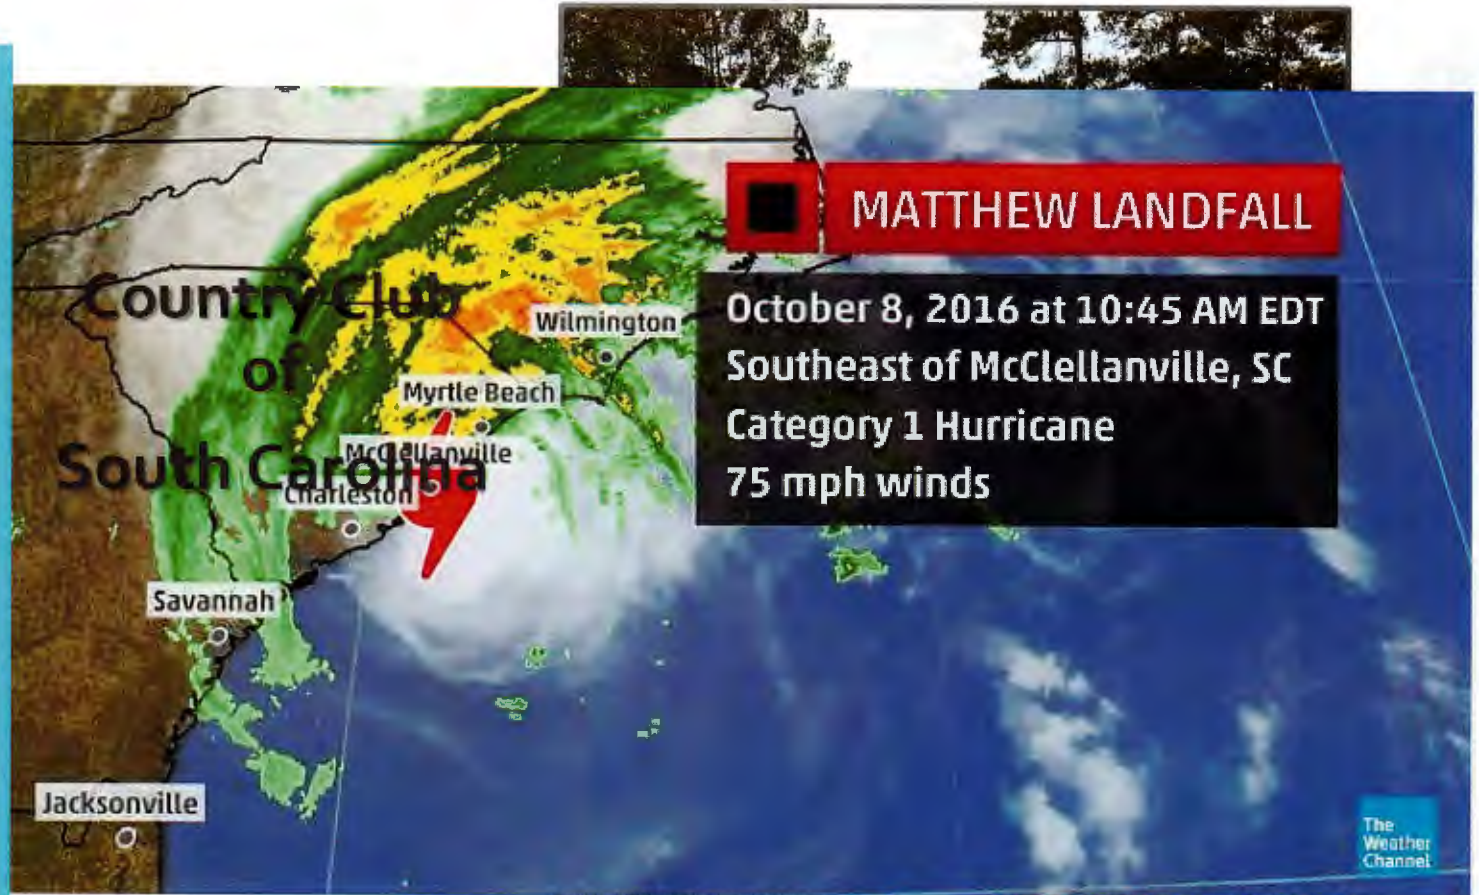 MATTHEW LANDFALL
October 8, 2016 at 10:45 AM EDT
Southeast of McClellanville, SC
Category 1 Hurricane
75 mph winds
Country Club
of
South Carolina
Wilmington
Myrtle Beach
McClellanville
Charleston
Savannah
Jacksonville
The
Weather
Channel